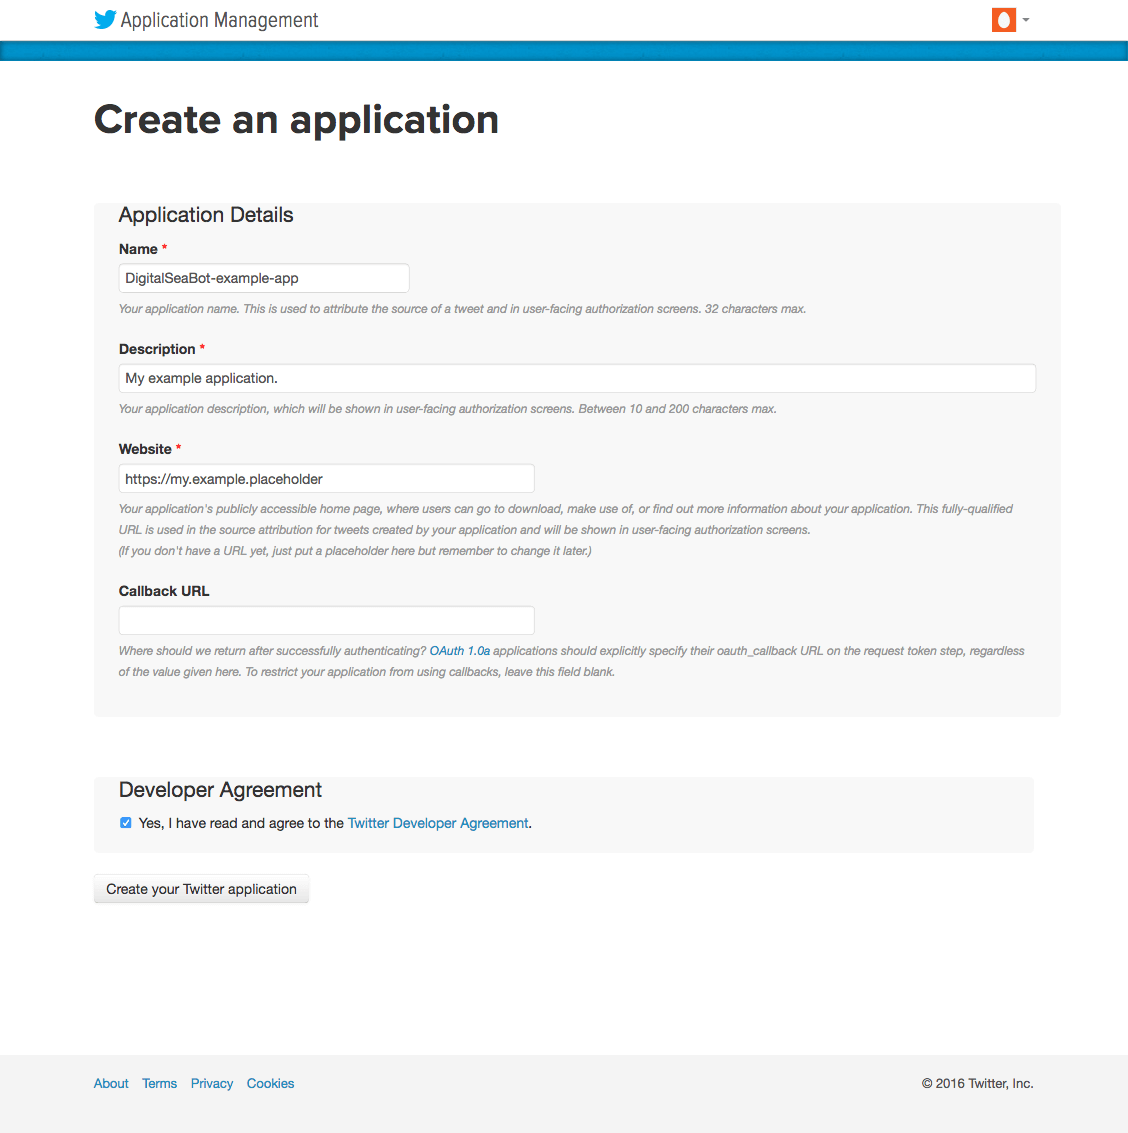 Application Management
Create an application
Application Details
Name *
DigitalSeaBot-example-app
Your application name. This is used to attribute the source of a tweet and in user-facing authorization screens. 32 characters max.
Description *
My example application.
Your application description, which will be shown in user-facing authorization screens. Between 10 and 200 characters max.
Website *
https://my.example.placeholder
Your application's publicly accessible home page, where users can go to download, make use of, or find out more information about your application. This fully-qualified
URL is used in the source attribution for tweets created by your application and will be shown in user-facing authorization screens.
(If you don't have a URL yet, just put a placeholder here but remember to change it later.)
Callback URL
Where should we return after successfully authenticating? OAuth 1.0a applications should explicitly specify their oauth_callback URL on the request token step, regardless
of the value given here. To restrict your application from using callbacks, leave this field blank.
Developer Agreement
Yes, I have read and agree to the Twitter Developer Agreement.
Create your Twitter application
About Terms Privacy Cookies © 2016 Twitter, Inc.